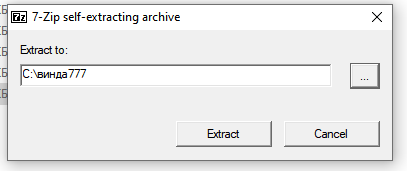 7-Zip self-extracting archive
Extract to:
C:\винда777
...
Extract
Cancel